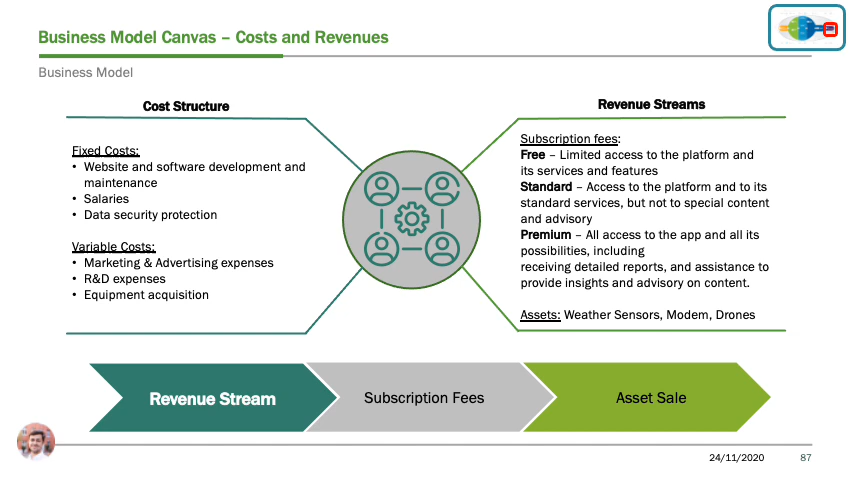 Business Model Canvas – Costs and Revenues
Business Model
Cost Structure
Fixed Costs:
• Website and software development and
maintenance
• Salaries
• Data security protection
Variable Costs:
• Marketing & Advertising expenses
• R&D expenses
• Equipment acquisition
Revenue Streams
Subscription fees:
Free – Limited access to the platform and
its services and features
Standard – Access to the platform and to its
standard services, but not to special content
and advisory
Premium – All access to the app and all its
possibilities, including
receiving detailed reports, and assistance to
provide insights and advisory on content.
Assets: Weather Sensors, Modem, Drones
Revenue Stream
Subscription Fees
Asset Sale
24/11/2020
87